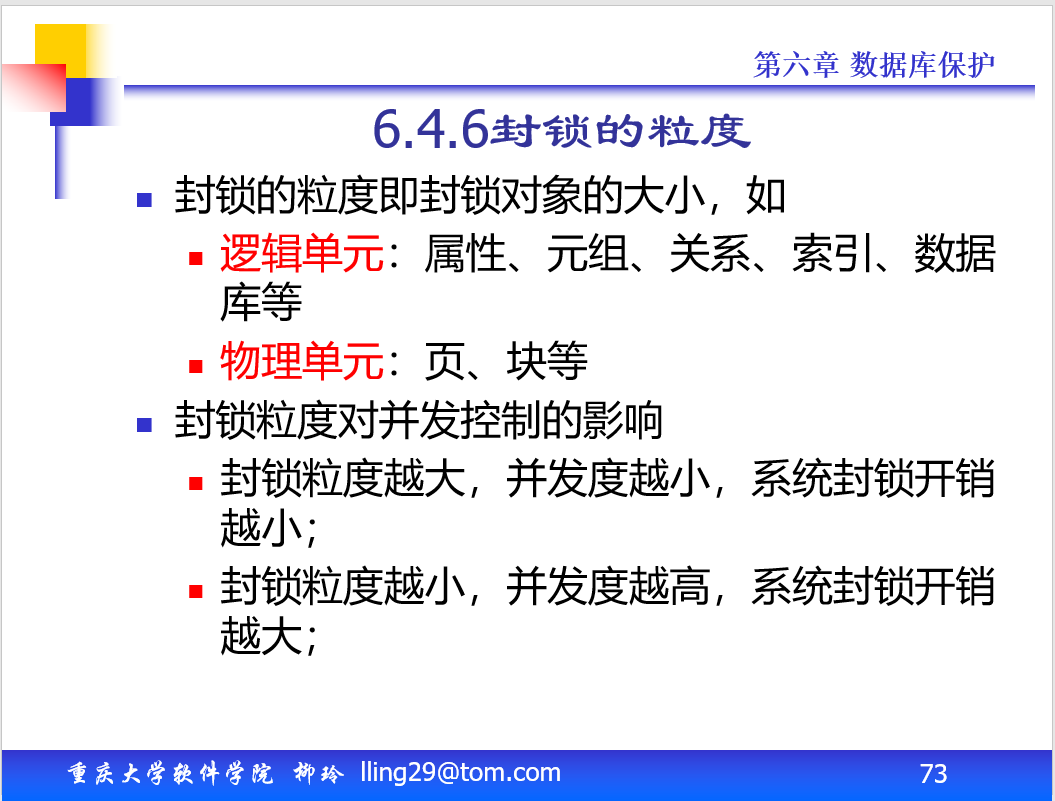 第六章 数据库保护
6.4.6封锁的粒度
封锁的粒度即封锁对象的大小，如
逻辑单元：属性、元组、关系、索引、数据
库等
物理单元：页、块等
封锁粒度对并发控制的影响
封锁粒度越大，并发度越小，系统封锁开销
越小；
封锁粒度越小，并发度越高，系统封锁开销
越大；
重庆大学软件学院 柳玲 lling29@tom.com
73